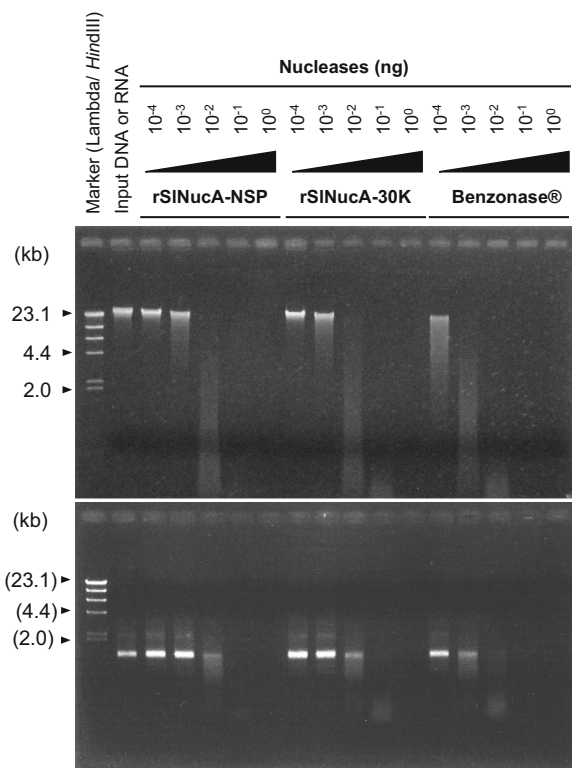 Marker (Lambda/ HindIII)
Input DNA or RNA
Nucleases (ng)
10⁻⁴ 10⁻³ 10⁻² 10⁻¹ 10⁰ 10⁻⁴ 10⁻³ 10⁻² 10⁻¹ 10⁰ 10⁻⁴ 10⁻³ 10⁻² 10⁻¹ 10⁰
rSlNucA-NSP rSlNucA-30K Benzonase®
(kb)
23.1
4.4
2.0
(kb)
(23.1)
(4.4)
(2.0)